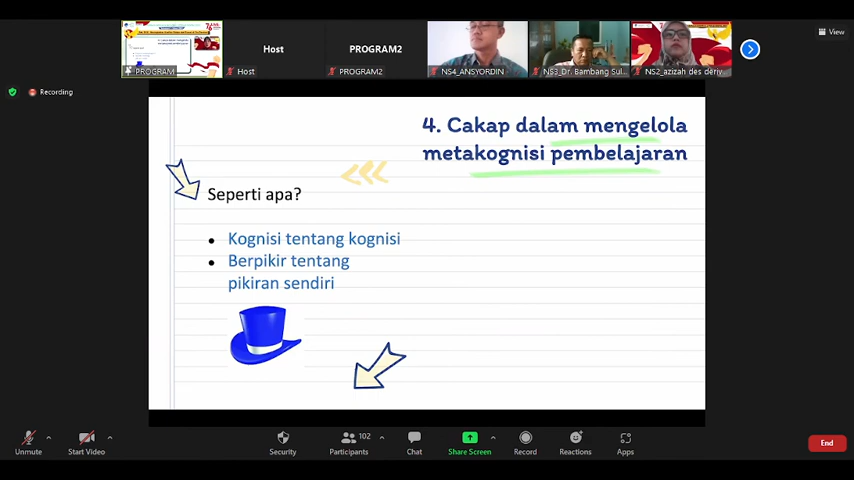 View
Host
PROGRAM2
PROGRAM
Host
PROGRAM2
NS4_ANSYORDIN
NS3_Dr. Bambang Sul...
NS2_azizah des deriv...
Recording
4. Cakap dalam mengelola
metakognisi pembelajaran
Seperti apa?
Kognisi tentang kognisi
Berpikir tentang
pikiran sendiri
Unmute
Start Video
Security
102
Participants
Chat
Share Screen
Record
Reactions
Apps
End